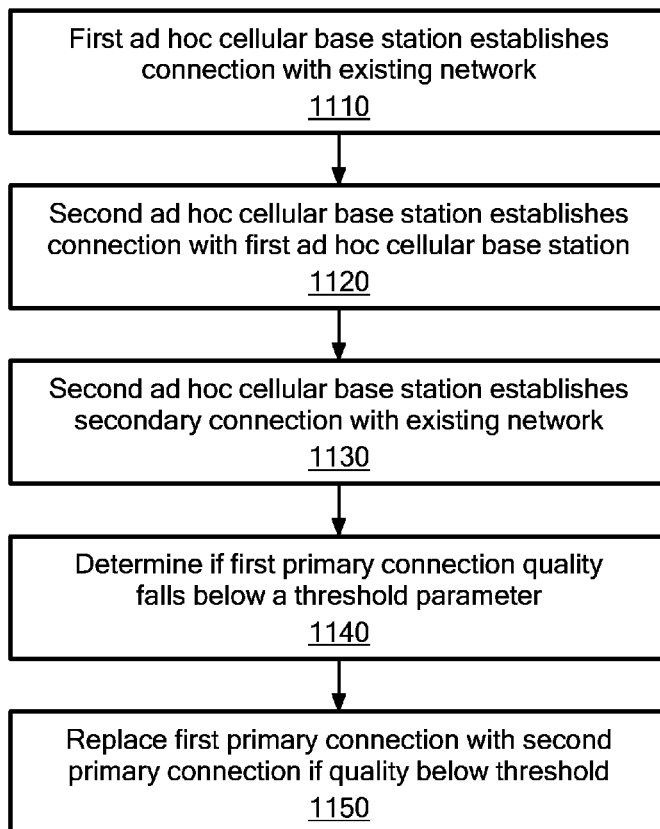 First ad hoc cellular base station establishes
connection with existing network
1110
Second ad hoc cellular base station establishes
connection with first ad hoc cellular base station
1120
Second ad hoc cellular base station establishes
secondary connection with existing network
1130
Determine if first primary connection quality
falls below a threshold parameter
1140
Replace first primary connection with second
primary connection if quality below threshold
1150